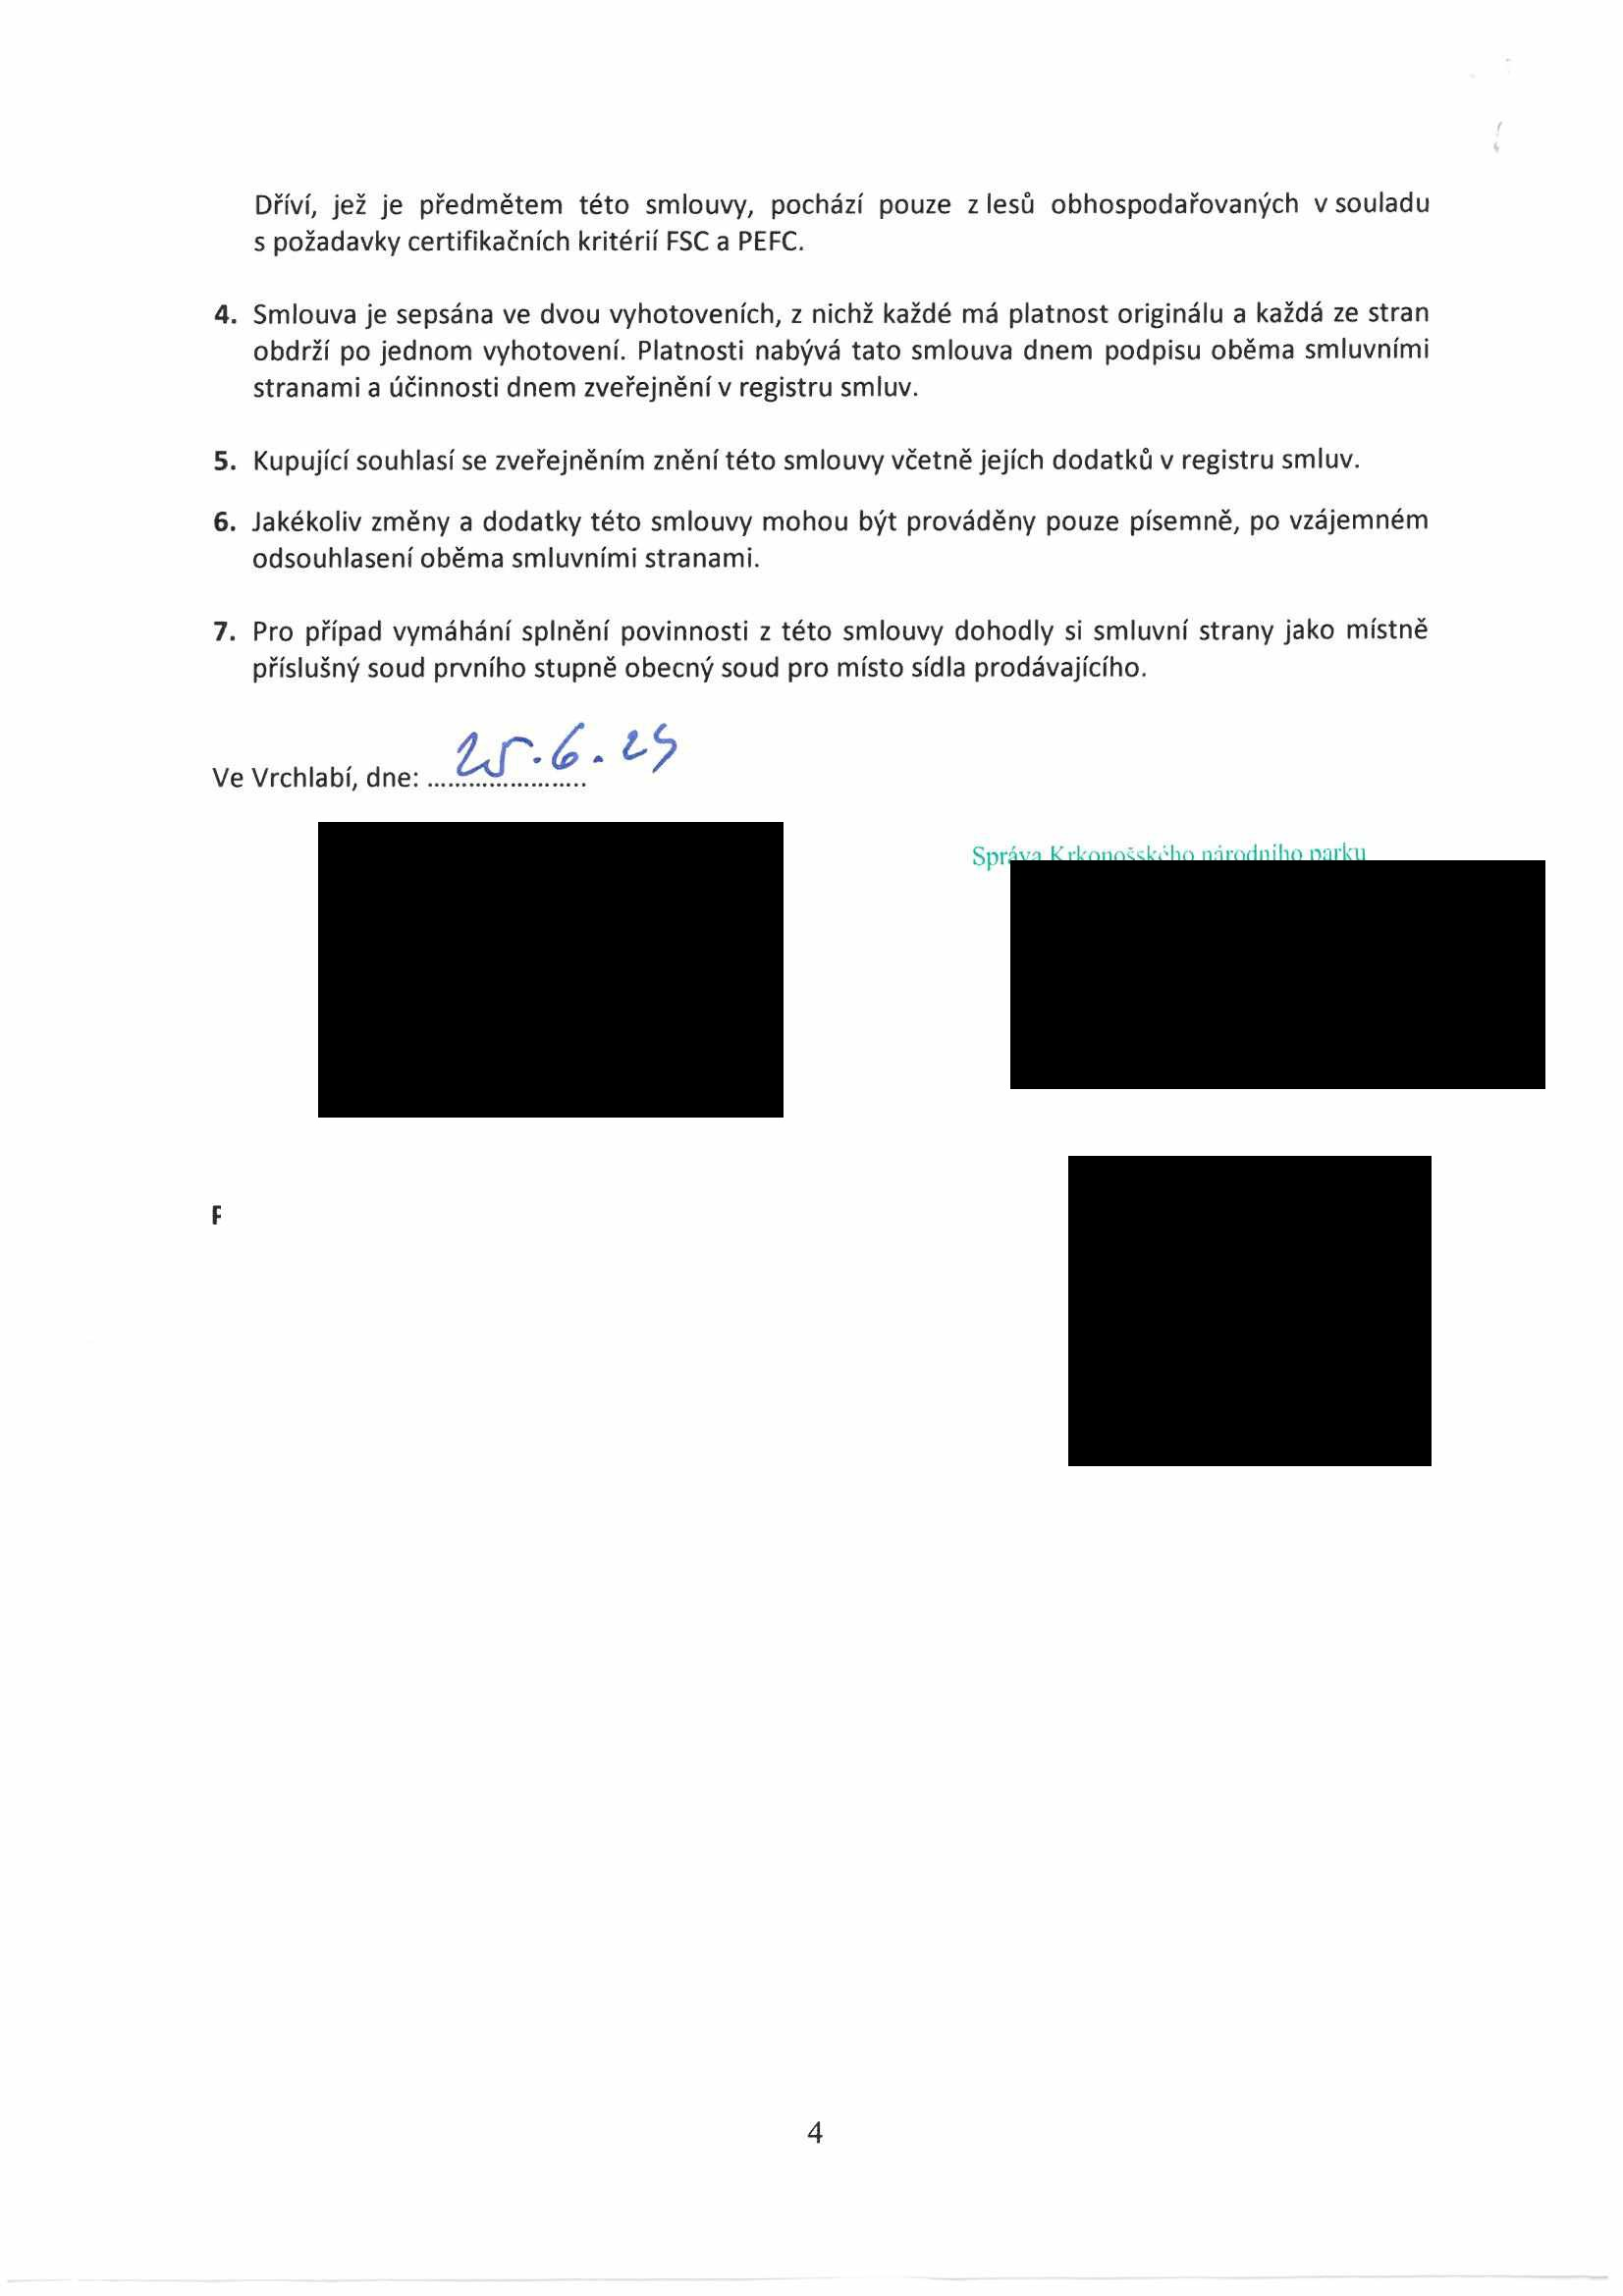 Dříví, jež je předmětem této smlouvy, pochází pouze z lesů obhospodařovaných v souladu
s požadavky certifikačních kritérií FSC a PEFC.
4. Smlouva je sepsána ve dvou vyhotoveních, z nichž každé má platnost originálu a každá ze stran
obdrží po jednom vyhotovení. Platnosti nabývá tato smlouva dnem podpisu oběma smluvními
stranami a účinnosti dnem zveřejnění v registru smluv.
5. Kupující souhlasí se zveřejněním znění této smlouvy včetně jejích dodatků v registru smluv.
6. Jakékoliv změny a dodatky této smlouvy mohou být prováděny pouze písemně, po vzájemném
odsouhlasení oběma smluvními stranami.
7. Pro případ vymáhání splnění povinnosti z této smlouvy dohodly si smluvní strany jako místně
příslušný soud prvního stupně obecný soud pro místo sídla prodávajícího.
Ve Vrchlabí, dne: .......................
Správa Krkonošského národního parku
4